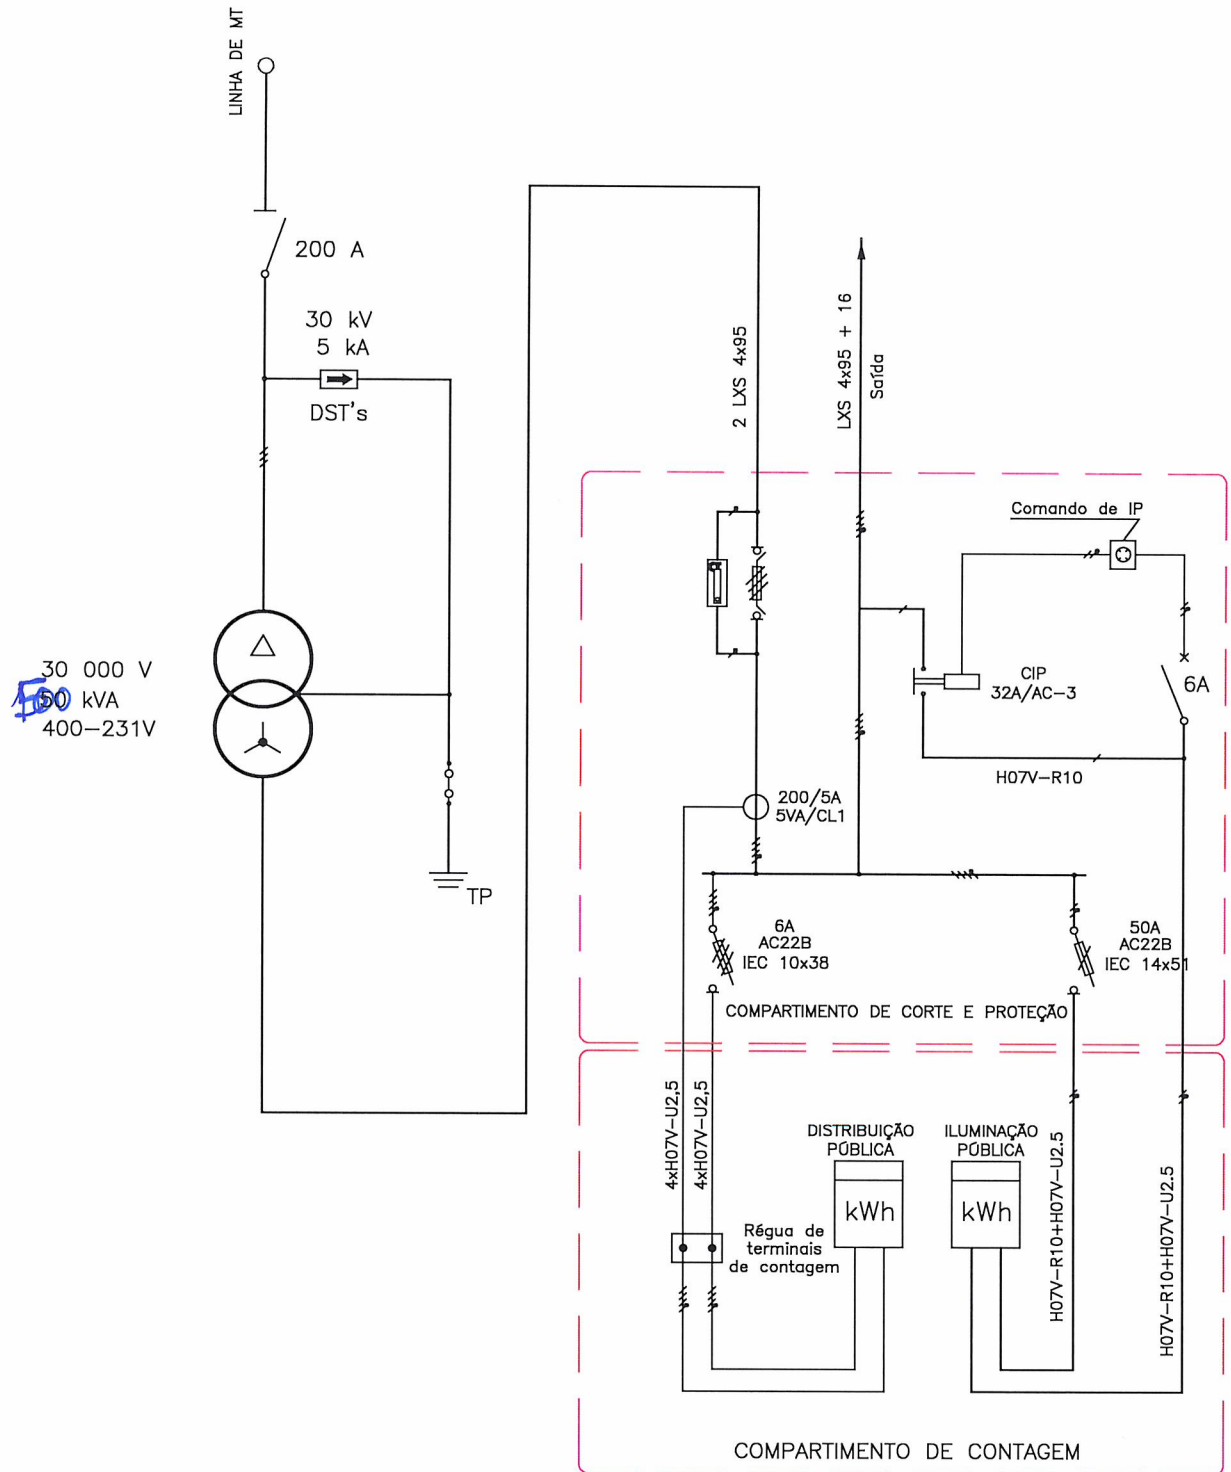 LINHA DE MT
200 A
30 kV
5 kA
DST's
30 000 V
50 kVA
400-231V
TP
2 LXS 4x95
LXS 4x95 + 16
Saída
Comando de IP
CIP
32A/AC-3
6A
H07V-R10
200/5A
5VA/CL1
6A
AC22B
IEC 10x38
50A
AC22B
IEC 14x51
COMPARTIMENTO DE CORTE E PROTEÇÃO
4xH07V-U2,5
4xH07V-U2,5
DISTRIBUIÇÃO
PÚBLICA
kWh
ILUMINAÇÃO
PÚBLICA
kWh
Régua de
terminais
de contagem
H07V-R10+H07V-U2.5
H07V-R10+H07V-U2.5
COMPARTIMENTO DE CONTAGEM